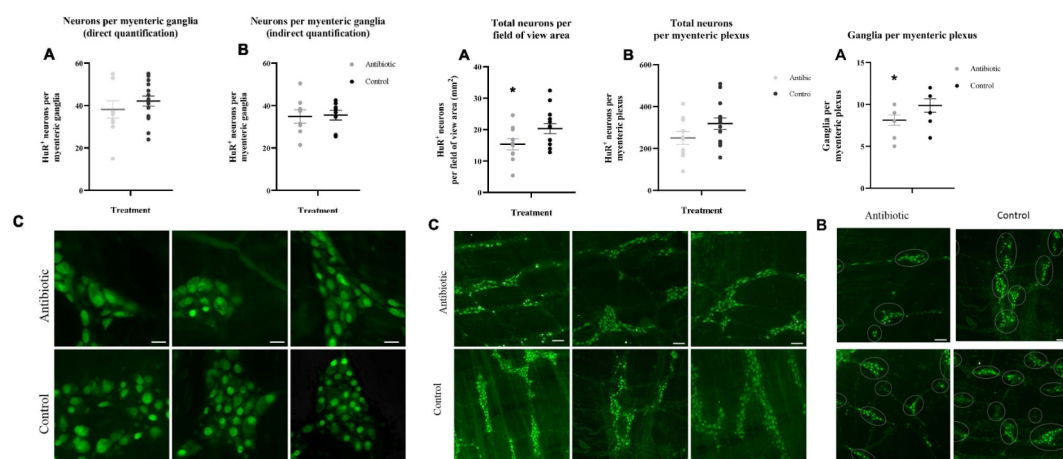 Neurons per myenteric ganglia
(direct quantification)
A
HuR⁺ neurons per
myenteric ganglia
60
40
20
0
Treatment
Neurons per myenteric ganglia
(indirect quantification)
B
Antibiotic
Control
HuR⁺ neurons per
myenteric ganglia
60
40
20
0
Treatment
C
Antibiotic
Control
Total neurons per
field of view area
A
*
HuR⁺ neurons
per field of view area (mm²)
40
30
20
10
0
Treatment
Total neurons
per myenteric plexus
B
Antibic
Contro
HuR⁺ neurons per
myenteric plexus
600
400
200
0
Treatment
C
Antibiotic
Control
Ganglia per myenteric plexus
A
*
Antibiotic
Control
Ganglia per
myenteric plexus
15
10
5
0
Treatment
B
Antibiotic
Control